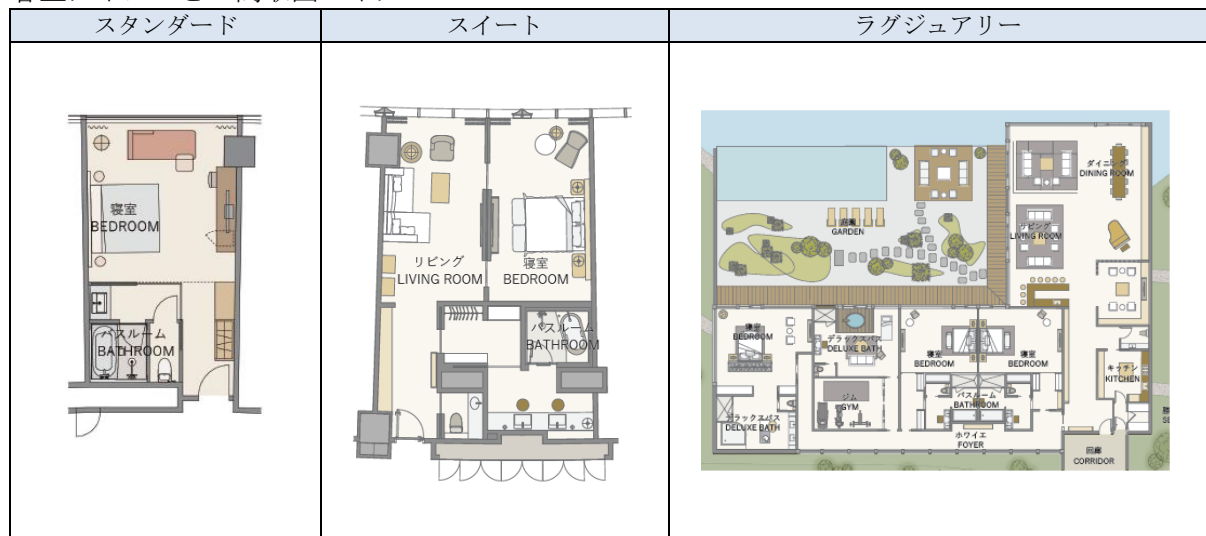 スタンダード
スイート
ラグジュアリー
寝室
BEDROOM
バスルーム
BATHROOM
リビング
LIVING ROOM
寝室
BEDROOM
バスルーム
BATHROOM
ダイニング
DINING ROOM
リビング
LIVING ROOM
GARDEN
寝室
BEDROOM
デラックスバス
DELUXE BATH
寝室
BEDROOM
寝室
BEDROOM
キッチン
KITCHEN
ジム
GYM
バスルーム
BATHROOM
デラックスバス
DELUXE BATH
ホワイエ
FOYER
回廊
CORRIDOR